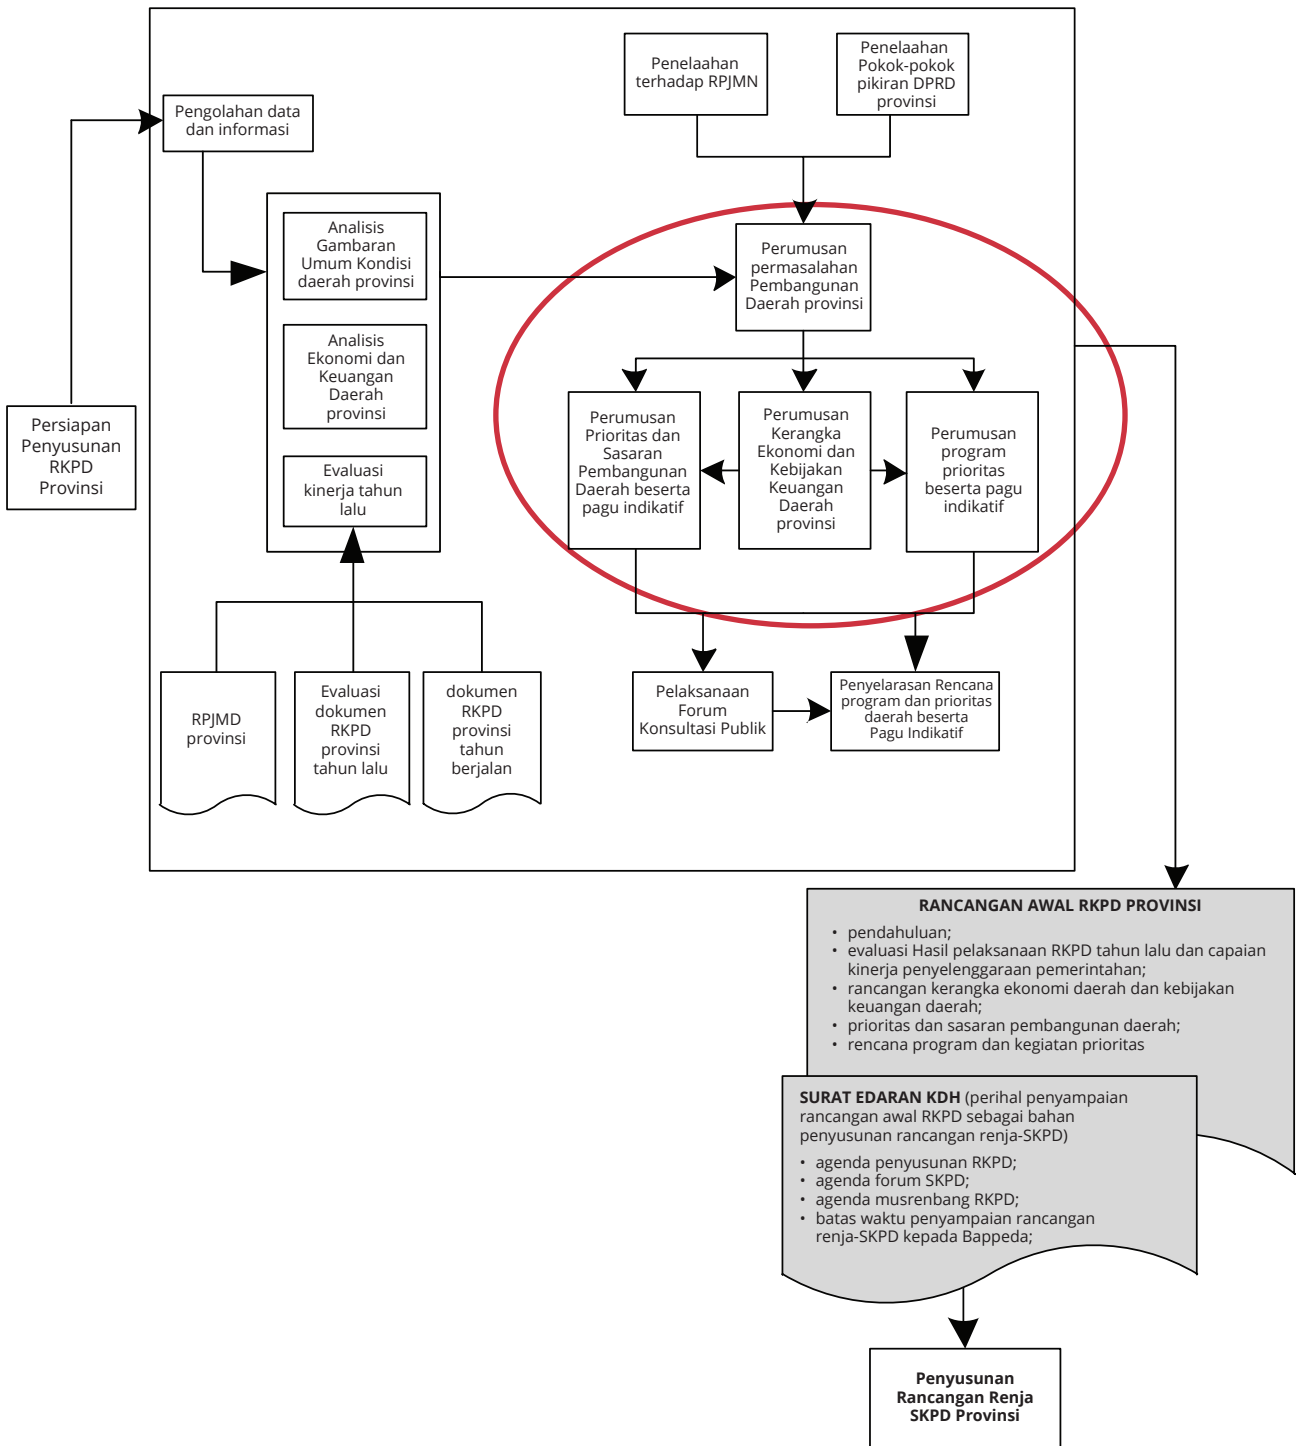 Penelaahan
terhadap RPJMN
Penelaahan
Pokok-pokok
pikiran DPRD
provinsi
Pengolahan data
dan informasi
Analisis
Gambaran
Umum Kondisi
daerah provinsi
Perumusan
permasalahan
Pembangunan
Daerah provinsi
Analisis
Ekonomi dan
Keuangan
Daerah
provinsi
Persiapan
Penyusunan
RKPD
Provinsi
Perumusan
Prioritas dan
Sasaran
Pembangunan
Daerah beserta
pagu indikatif
Perumusan
Kerangka
Ekonomi dan
Kebijakan
Keuangan
Daerah
provinsi
Perumusan
program
prioritas
beserta pagu
indikatif
Evaluasi
kinerja tahun
lalu
RPJMD
provinsi
Evaluasi
dokumen
RKPD
provinsi
tahun lalu
dokumen
RKPD
provinsi
tahun
berjalan
Pelaksanaan
Forum
Konsultasi Publik
Penyelarasan Rencana
program dan prioritas
daerah beserta
Pagu Indikatif
RANCANGAN AWAL RKPD PROVINSI
• pendahuluan;
• evaluasi Hasil pelaksanaan RKPD tahun lalu dan capaian
kinerja penyelenggaraan pemerintahan;
• rancangan kerangka ekonomi daerah dan kebijakan
keuangan daerah;
• prioritas dan sasaran pembangunan daerah;
• rencana program dan kegiatan prioritas
SURAT EDARAN KDH (perihal penyampaian
rancangan awal RKPD sebagai bahan
penyusunan rancangan renja-SKPD)
• agenda penyusunan RKPD;
• agenda forum SKPD;
• agenda musrenbang RKPD;
• batas waktu penyampaian rancangan
renja-SKPD kepada Bappeda;
Penyusunan
Rancangan Renja
SKPD Provinsi